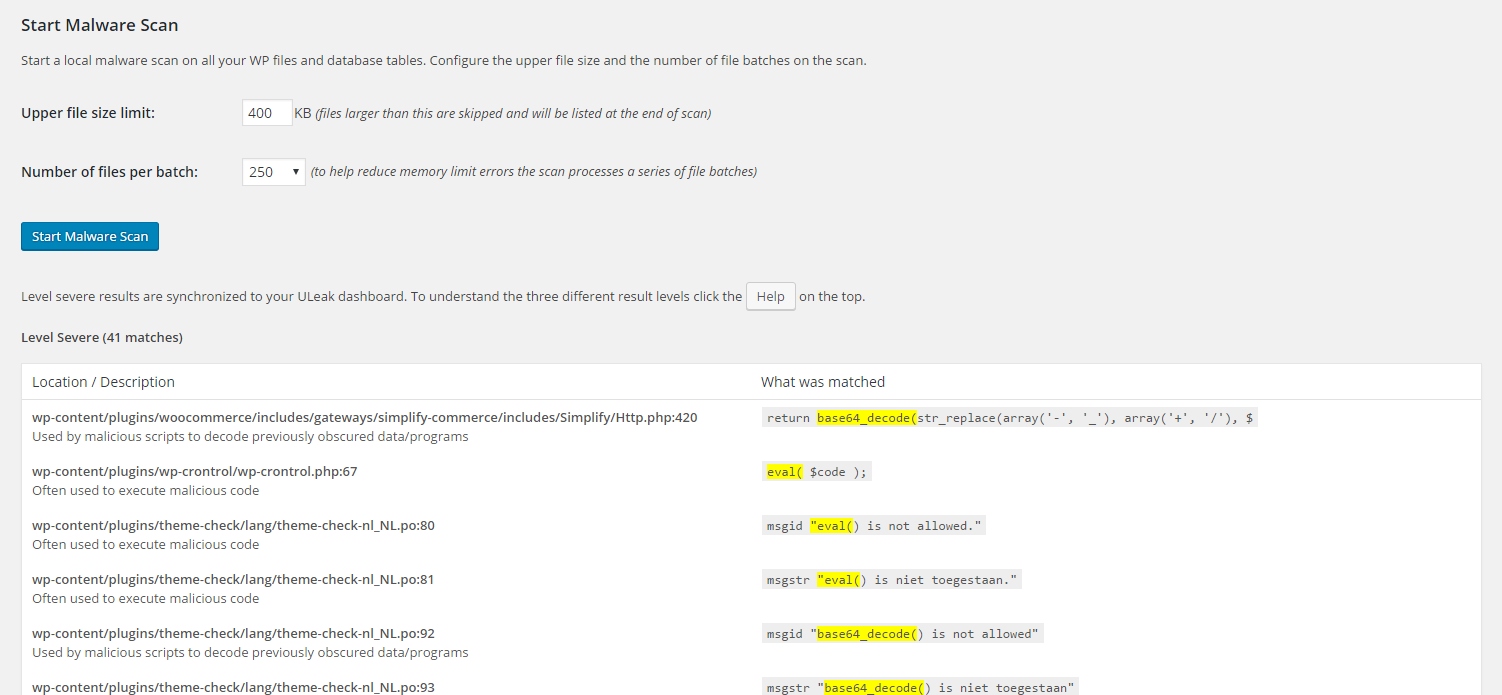 Start Malware Scan
Start a local malware scan on all your WP files and database tables. Configure the upper file size and the number of file batches on the scan.
Upper file size limit: 400 KB (files larger than this are skipped and will be listed at the end of scan)
Number of files per batch: 250 (to help reduce memory limit errors the scan processes a series of file batches)
Start Malware Scan
Level severe results are synchronized to your ULeak dashboard. To understand the three different result levels click the Help on the top.
Level Severe (41 matches)
Location / Description What was matched
wp-content/plugins/woocommerce/includes/gateways/simplify-commerce/includes/Simplify/Http.php:420 return base64_decode(str_replace(array('-', '_'), array('+', '/'), $
Used by malicious scripts to decode previously obscured data/programs
wp-content/plugins/wp-crontrol/wp-crontrol.php:67 eval( $code );
Often used to execute malicious code
wp-content/plugins/theme-check/lang/theme-check-nl_NL.po:80 msgid "eval() is not allowed."
Often used to execute malicious code
wp-content/plugins/theme-check/lang/theme-check-nl_NL.po:81 msgstr "eval() is niet toegestaan."
Often used to execute malicious code
wp-content/plugins/theme-check/lang/theme-check-nl_NL.po:92 msgid "base64_decode() is not allowed"
Used by malicious scripts to decode previously obscured data/programs
wp-content/plugins/theme-check/lang/theme-check-nl_NL.po:93 msgstr "base64_decode() is niet toegestaan"